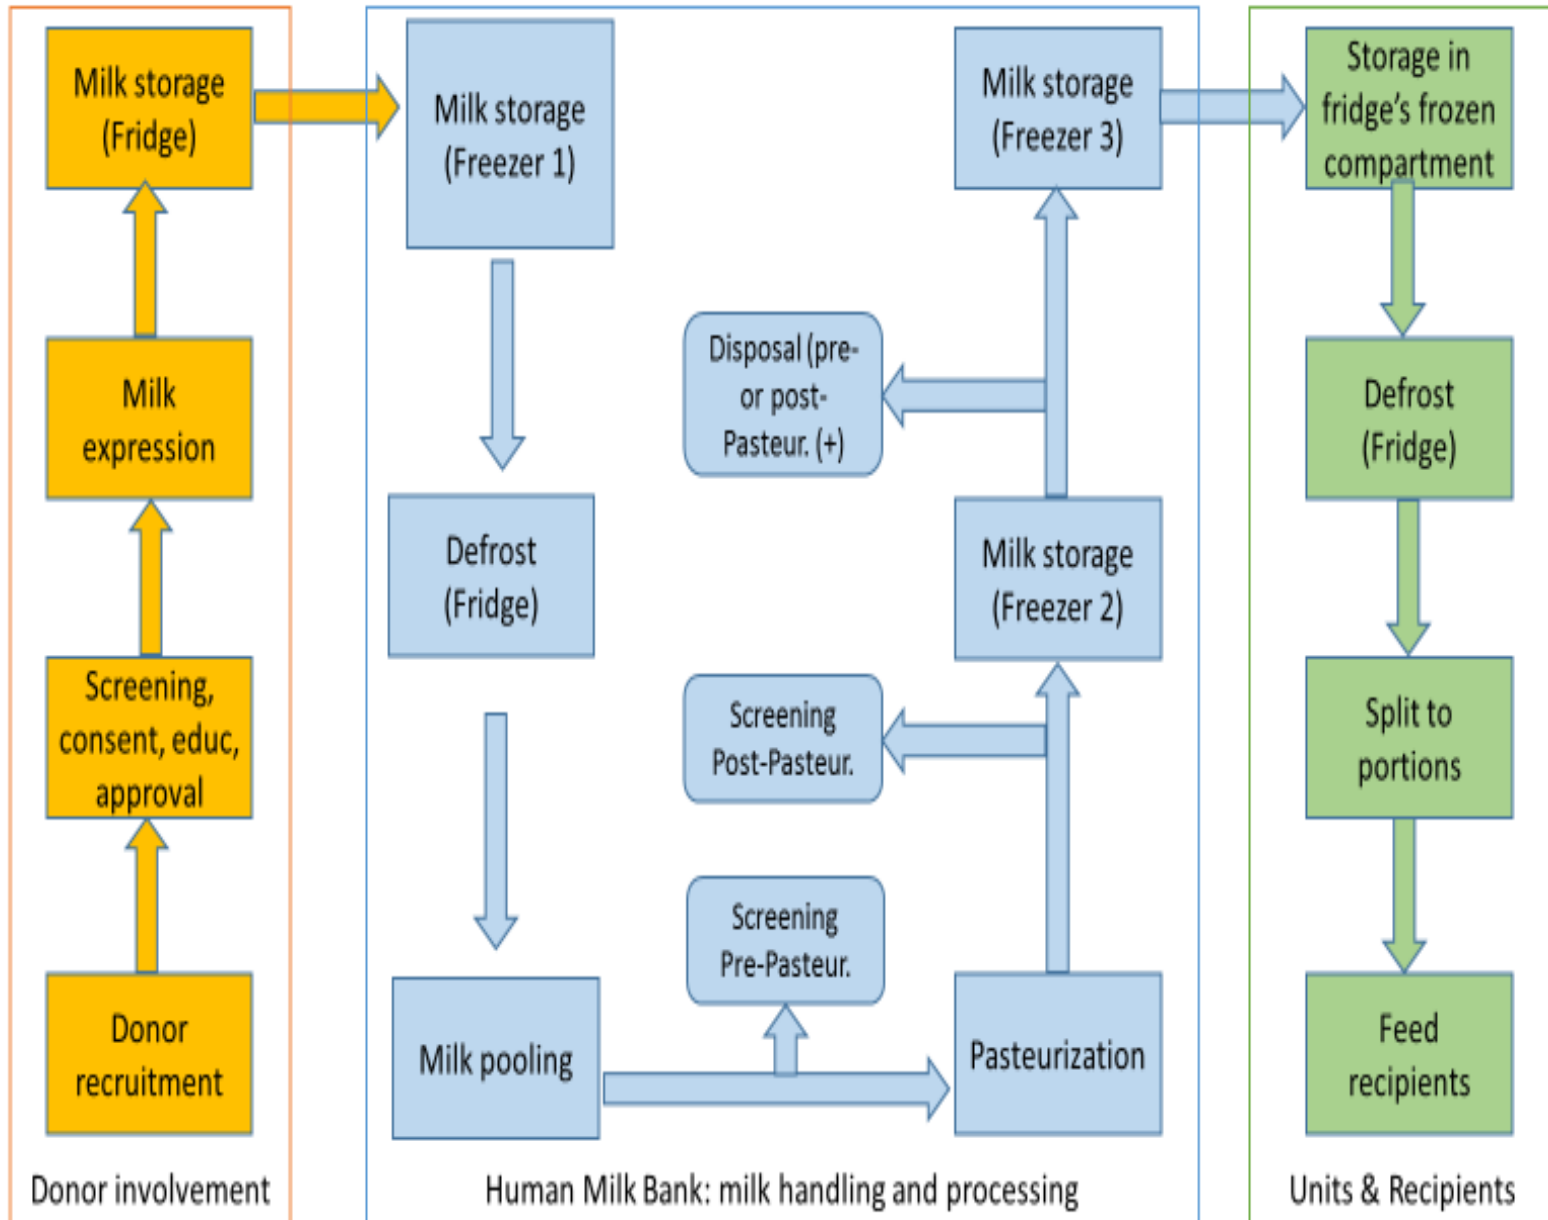 Milk storage
(Fridge)
Milk
expression
Screening,
consent, educ,
approval
Donor
recruitment
Donor involvement
Milk storage
(Freezer 1)
Defrost
(Fridge)
Milk pooling
Screening
Pre-Pasteur.
Pasteurization
Screening
Post-Pasteur.
Milk storage
(Freezer 2)
Disposal (pre-
or post-
Pasteur. (+)
Milk storage
(Freezer 3)
Human Milk Bank: milk handling and processing
Storage in
fridge's frozen
compartment
Defrost
(Fridge)
Split to
portions
Feed
recipients
Units & Recipients